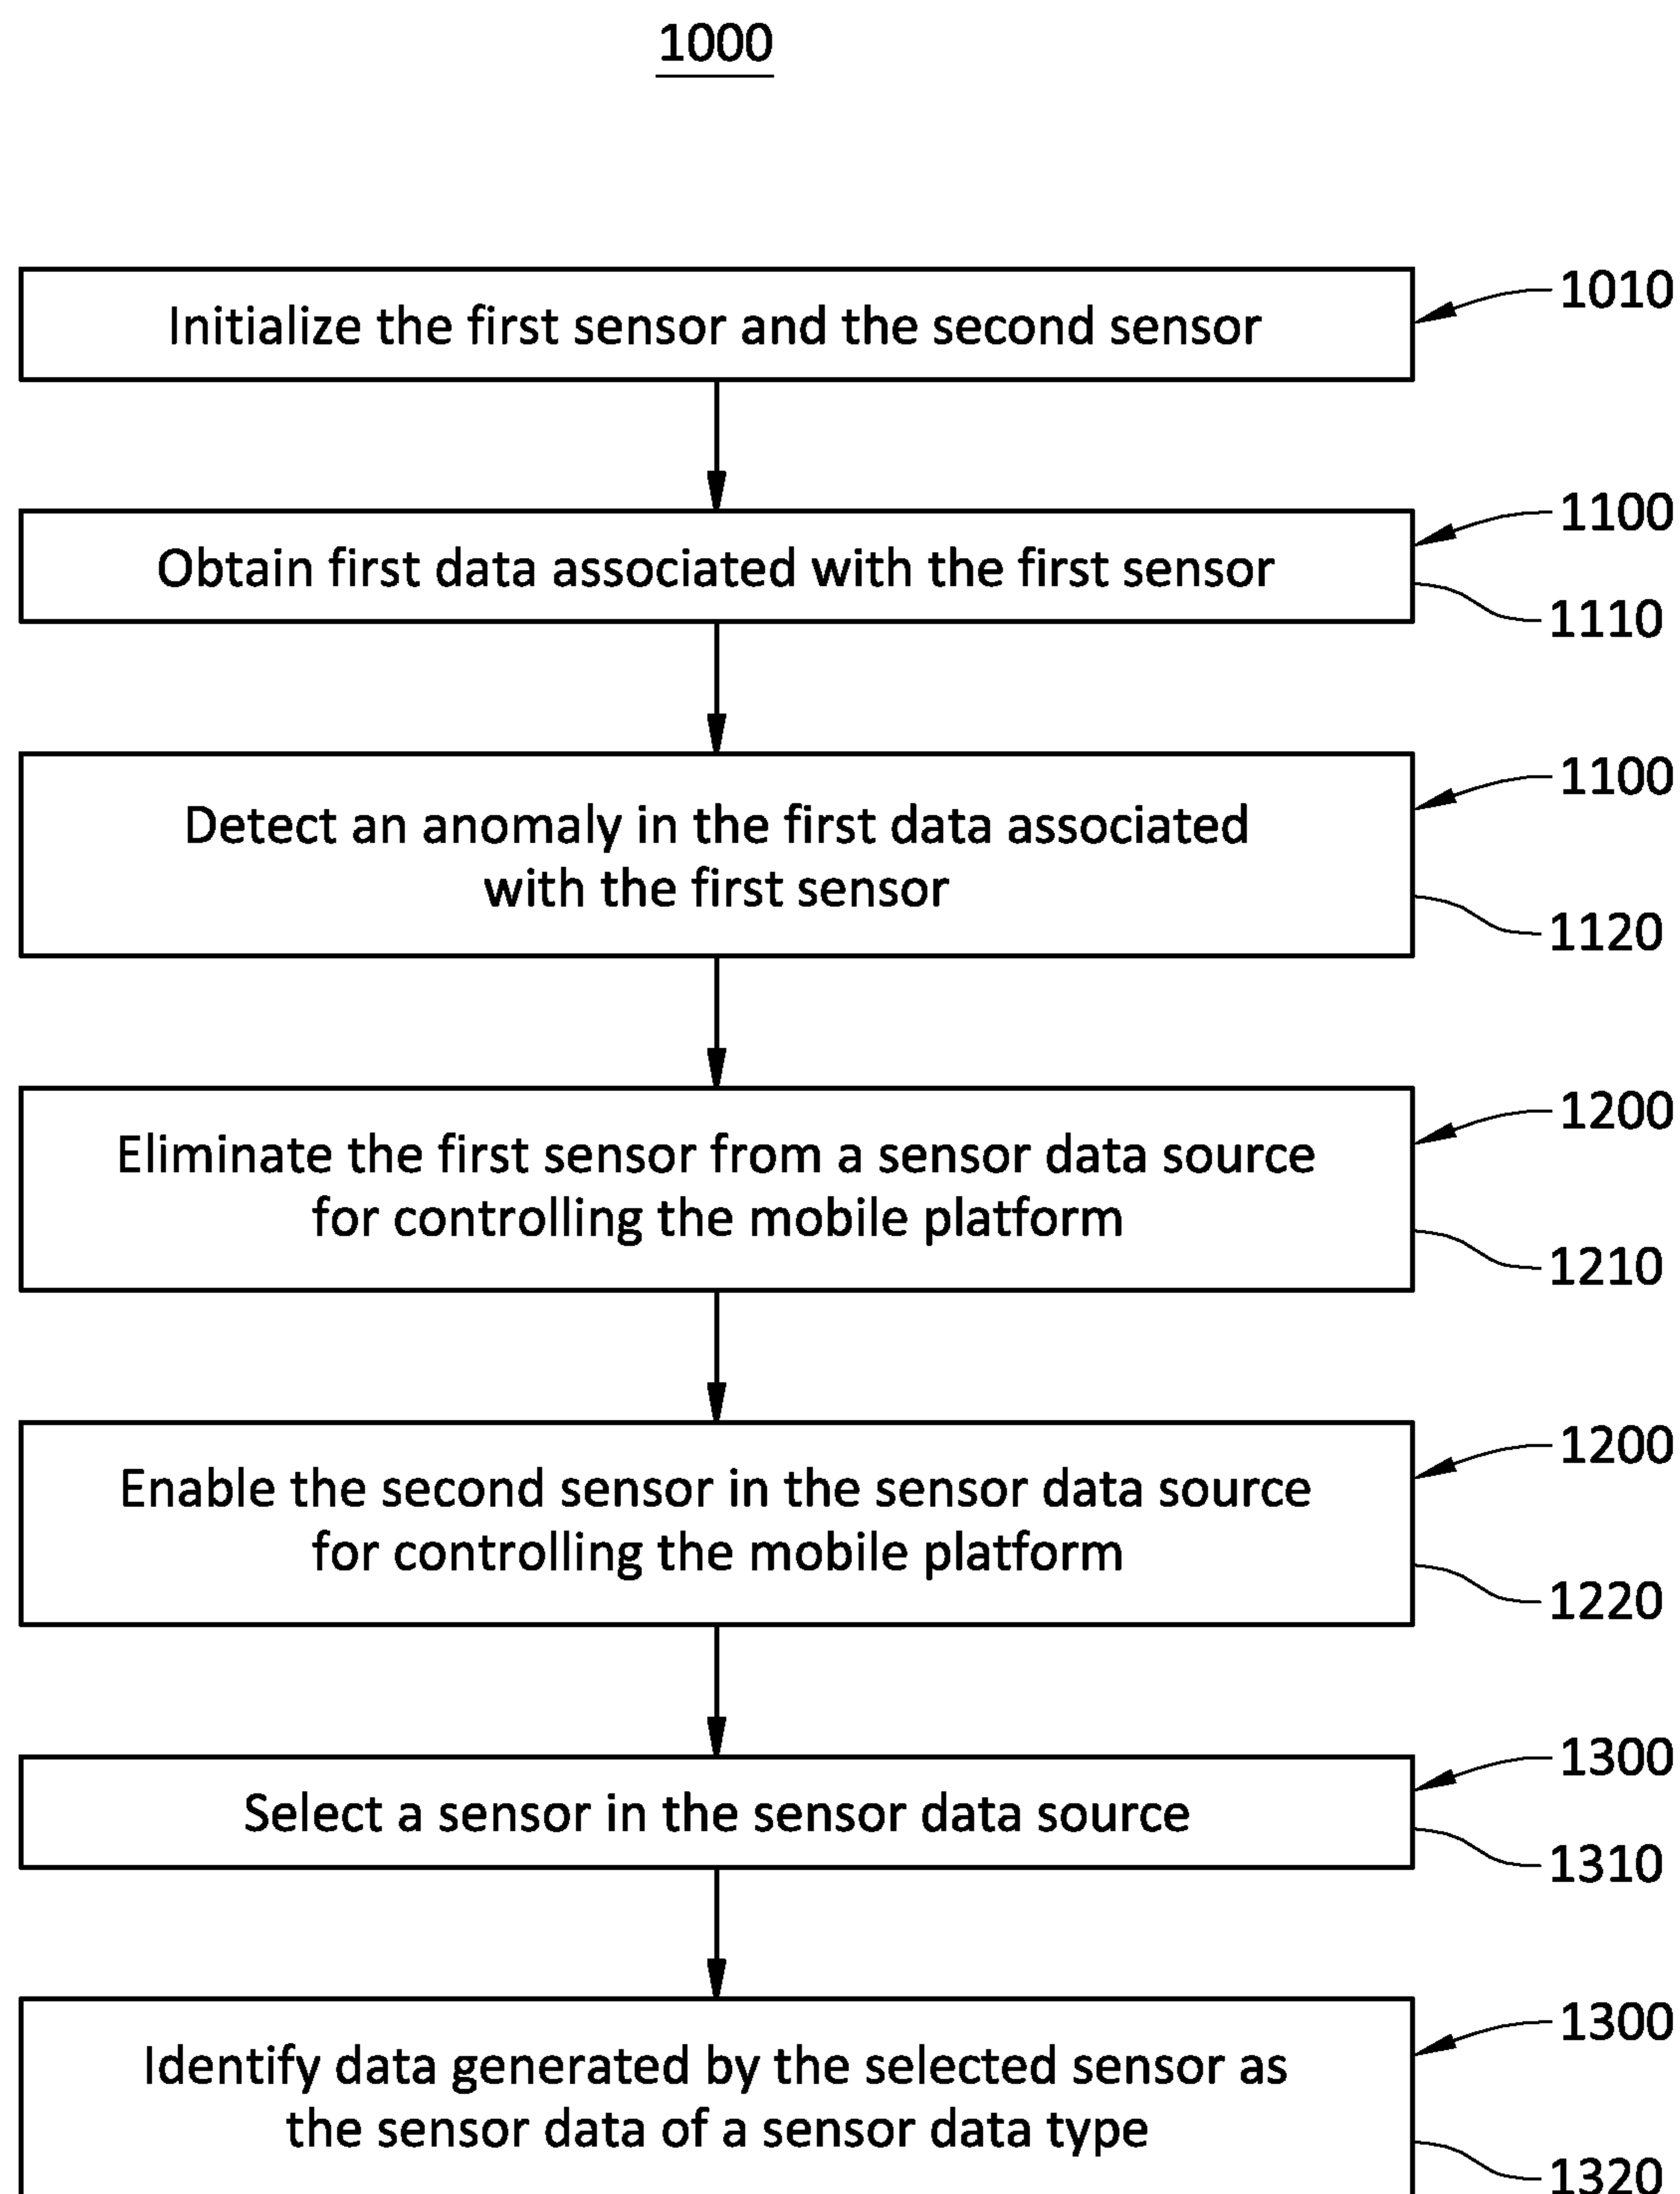 1000
Initialize the first sensor and the second sensor
1010
Obtain first data associated with the first sensor
1100
1110
Detect an anomaly in the first data associated
with the first sensor
1100
1120
Eliminate the first sensor from a sensor data source
for controlling the mobile platform
1200
1210
Enable the second sensor in the sensor data source
for controlling the mobile platform
1200
1220
Select a sensor in the sensor data source
1300
1310
Identify data generated by the selected sensor as
the sensor data of a sensor data type
1300
1320